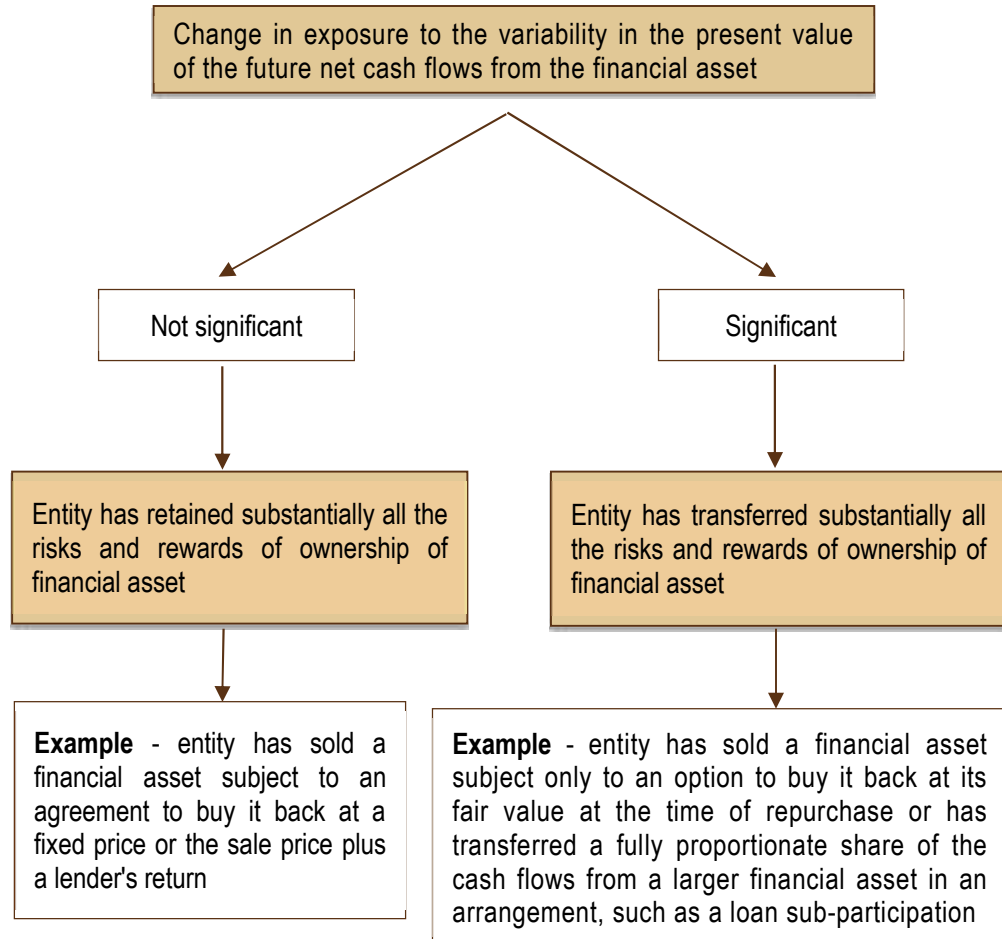 Change in exposure to the variability in the present value
of the future net cash flows from the financial asset
Not significant
Significant
Entity has retained substantially all the
risks and rewards of ownership of
financial asset
Entity has transferred substantially all
the risks and rewards of ownership of
financial asset
Example - entity has sold a
financial asset subject to an
agreement to buy it back at a
fixed price or the sale price plus
a lender's return
Example - entity has sold a financial asset
subject only to an option to buy it back at its
fair value at the time of repurchase or has
transferred a fully proportionate share of the
cash flows from a larger financial asset in an
arrangement, such as a loan sub-participation